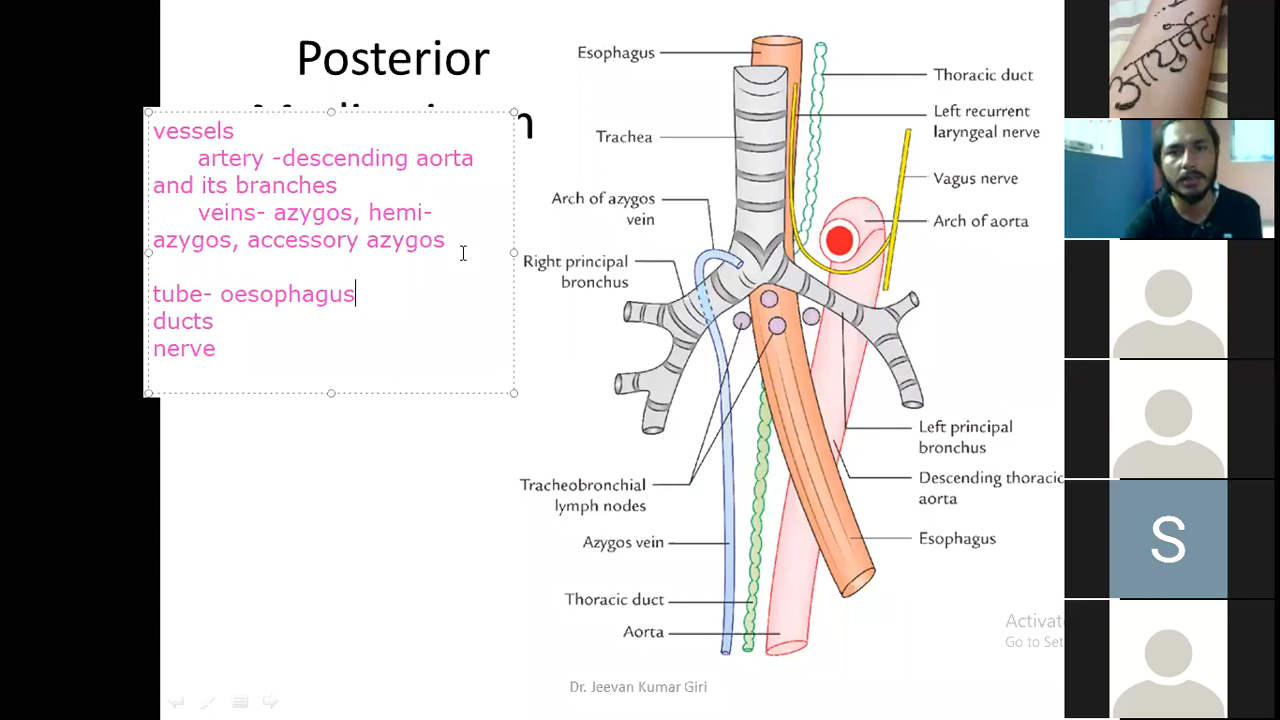 Posterior
vessels
artery -descending aorta
and its branches
veins- azygos, hemi-
azygos, accessory azygos
tube- oesophagus
ducts
nerve
Esophagus
Trachea
Arch of azygos
vein
Right principal
bronchus
Tracheobronchial
lymph nodes
Azygos vein
Thoracic duct
Aorta
Thoracic duct
Left recurrent
laryngeal nerve
Vagus nerve
Arch of aorta
Left principal
bronchus
Descending thoracic
aorta
Esophagus
Activat
Go to Set
Dr. Jeevan Kumar Giri
आयुर्वेद
S